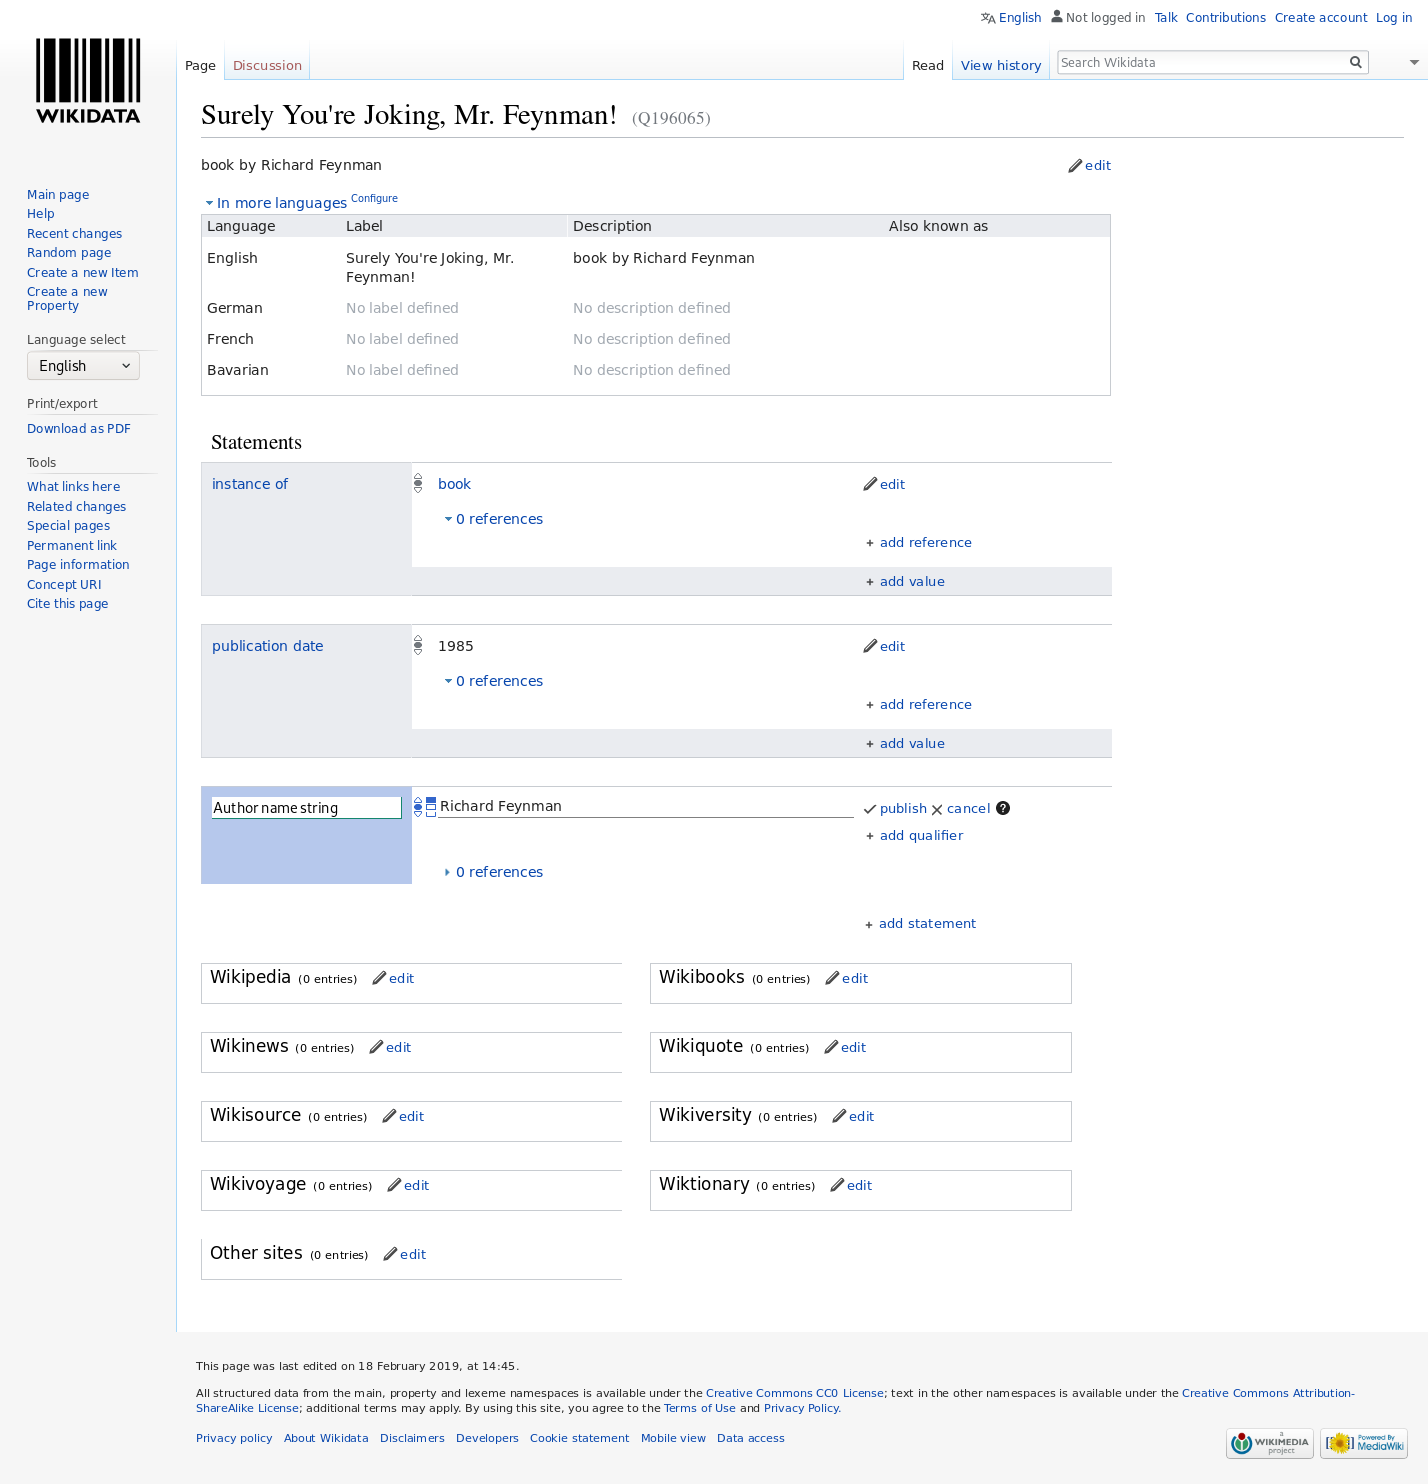 English Not logged in Talk Contributions Create account Log in
WIKIDATA
Page Discussion Read View history Search Wikidata
Surely You're Joking, Mr. Feynman! (Q196065)
book by Richard Feynman edit
In more languages Configure
Language Label Description Also known as
English Surely You're Joking, Mr. Feynman! book by Richard Feynman
German No label defined No description defined
French No label defined No description defined
Bavarian No label defined No description defined
Main page
Help
Recent changes
Random page
Create a new Item
Create a new
Property
Language select
English
Print/export
Download as PDF
Tools
What links here
Related changes
Special pages
Permanent link
Page information
Concept URI
Cite this page
Statements
instance of book edit
0 references
+ add reference
+ add value
publication date 1985 edit
0 references
+ add reference
+ add value
Author name string Richard Feynman publish cancel ?
+ add qualifier
0 references
+ add statement
Wikipedia (0 entries) edit
Wikibooks (0 entries) edit
Wikinews (0 entries) edit
Wikiquote (0 entries) edit
Wikisource (0 entries) edit
Wikiversity (0 entries) edit
Wikivoyage (0 entries) edit
Wiktionary (0 entries) edit
Other sites (0 entries) edit
This page was last edited on 18 February 2019, at 14:45.
All structured data from the main, property and lexeme namespaces is available under the Creative Commons CC0 License; text in the other namespaces is available under the Creative Commons Attribution-
ShareAlike License; additional terms may apply. By using this site, you agree to the Terms of Use and Privacy Policy.
Privacy policy About Wikidata Disclaimers Developers Cookie statement Mobile view Data access
a
WIKIMEDIA
project
Powered By
MediaWiki